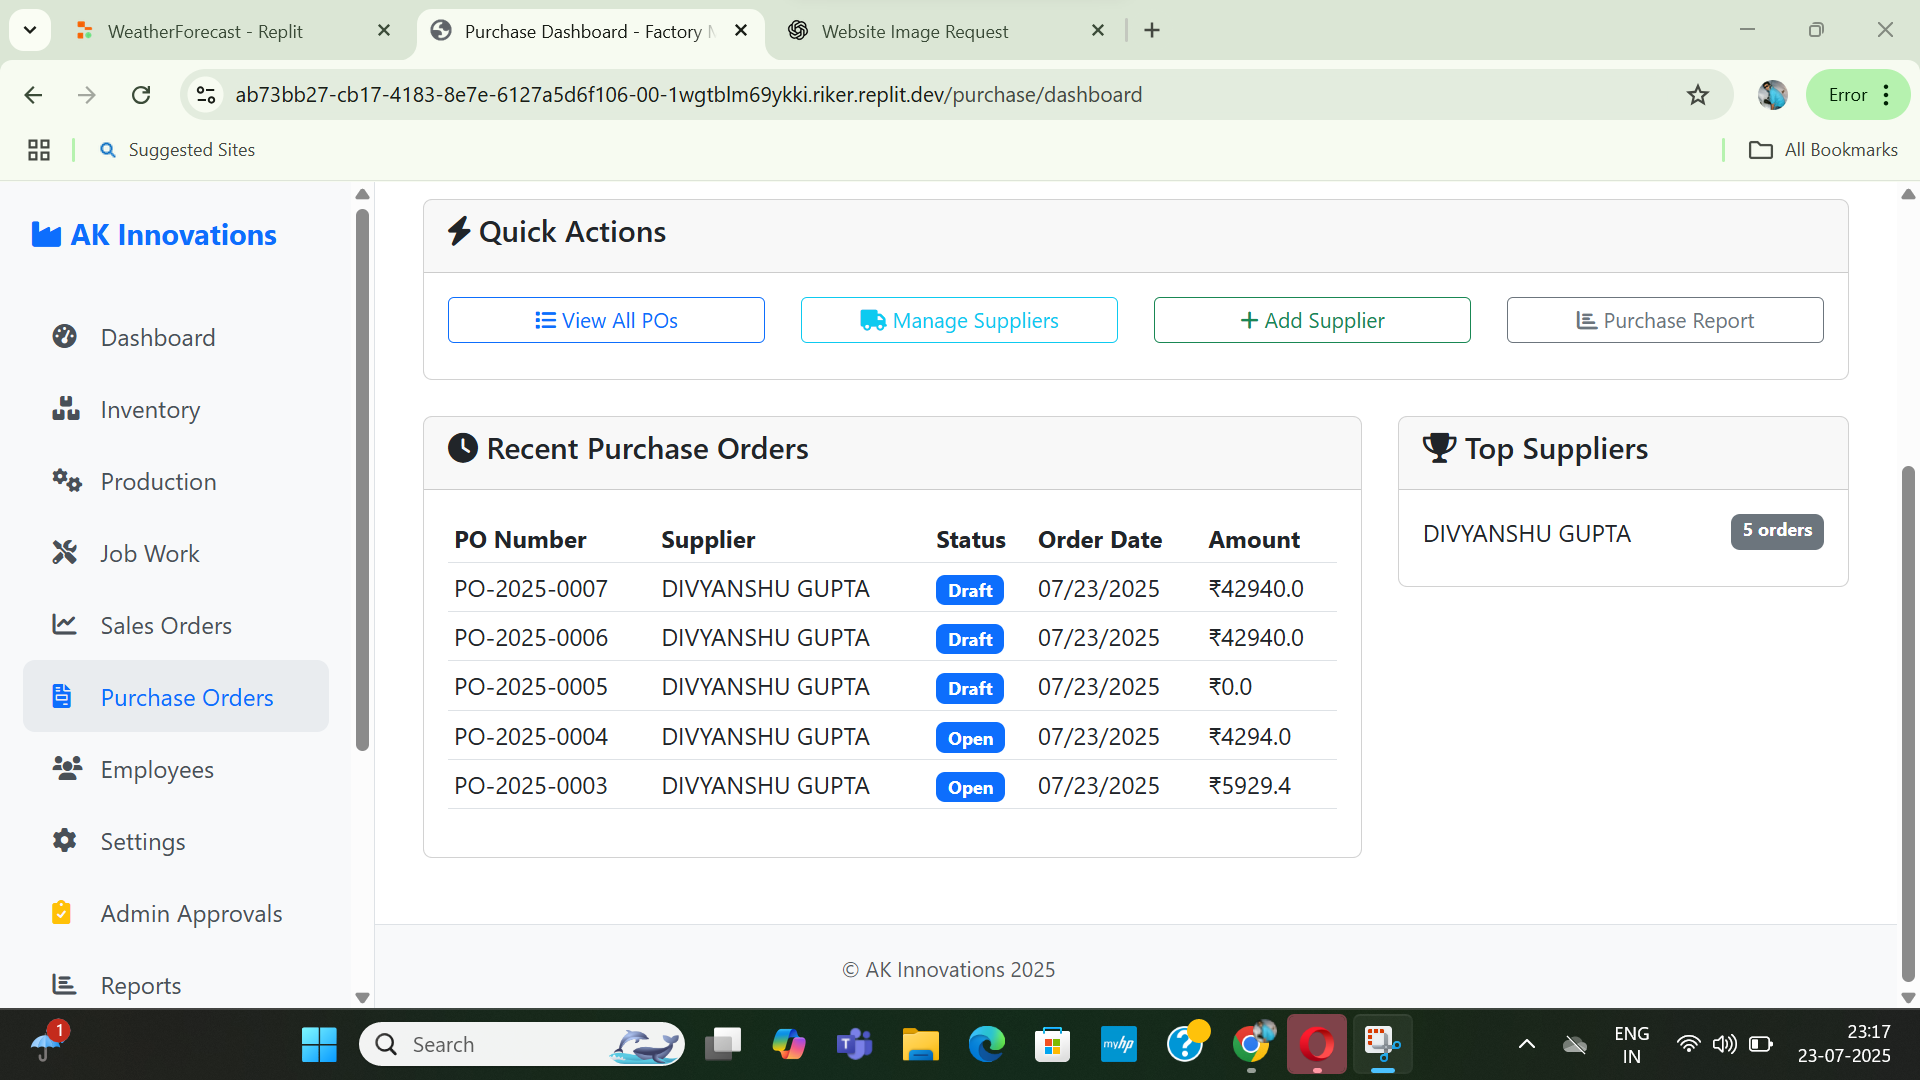 WeatherForecast - Replit
Purchase Dashboard - Factory M
Website Image Request
ab73bb27-cb17-4183-8e7e-6127a5d6f106-00-1wgtblm69ykki.riker.replit.dev/purchase/dashboard
Error
Suggested Sites
All Bookmarks
AK Innovations
Dashboard
Inventory
Production
Job Work
Sales Orders
Purchase Orders
Employees
Settings
Admin Approvals
Reports
Quick Actions
View All POs
Manage Suppliers
Add Supplier
Purchase Report
Recent Purchase Orders
PO Number Supplier Status Order Date Amount
PO-2025-0007 DIVYANSHU GUPTA Draft 07/23/2025 ₹42940.0
PO-2025-0006 DIVYANSHU GUPTA Draft 07/23/2025 ₹42940.0
PO-2025-0005 DIVYANSHU GUPTA Draft 07/23/2025 ₹0.0
PO-2025-0004 DIVYANSHU GUPTA Open 07/23/2025 ₹4294.0
PO-2025-0003 DIVYANSHU GUPTA Open 07/23/2025 ₹5929.4
Top Suppliers
DIVYANSHU GUPTA 5 orders
© AK Innovations 2025
1
Search
myhp
ENG
IN
23:17
23-07-2025